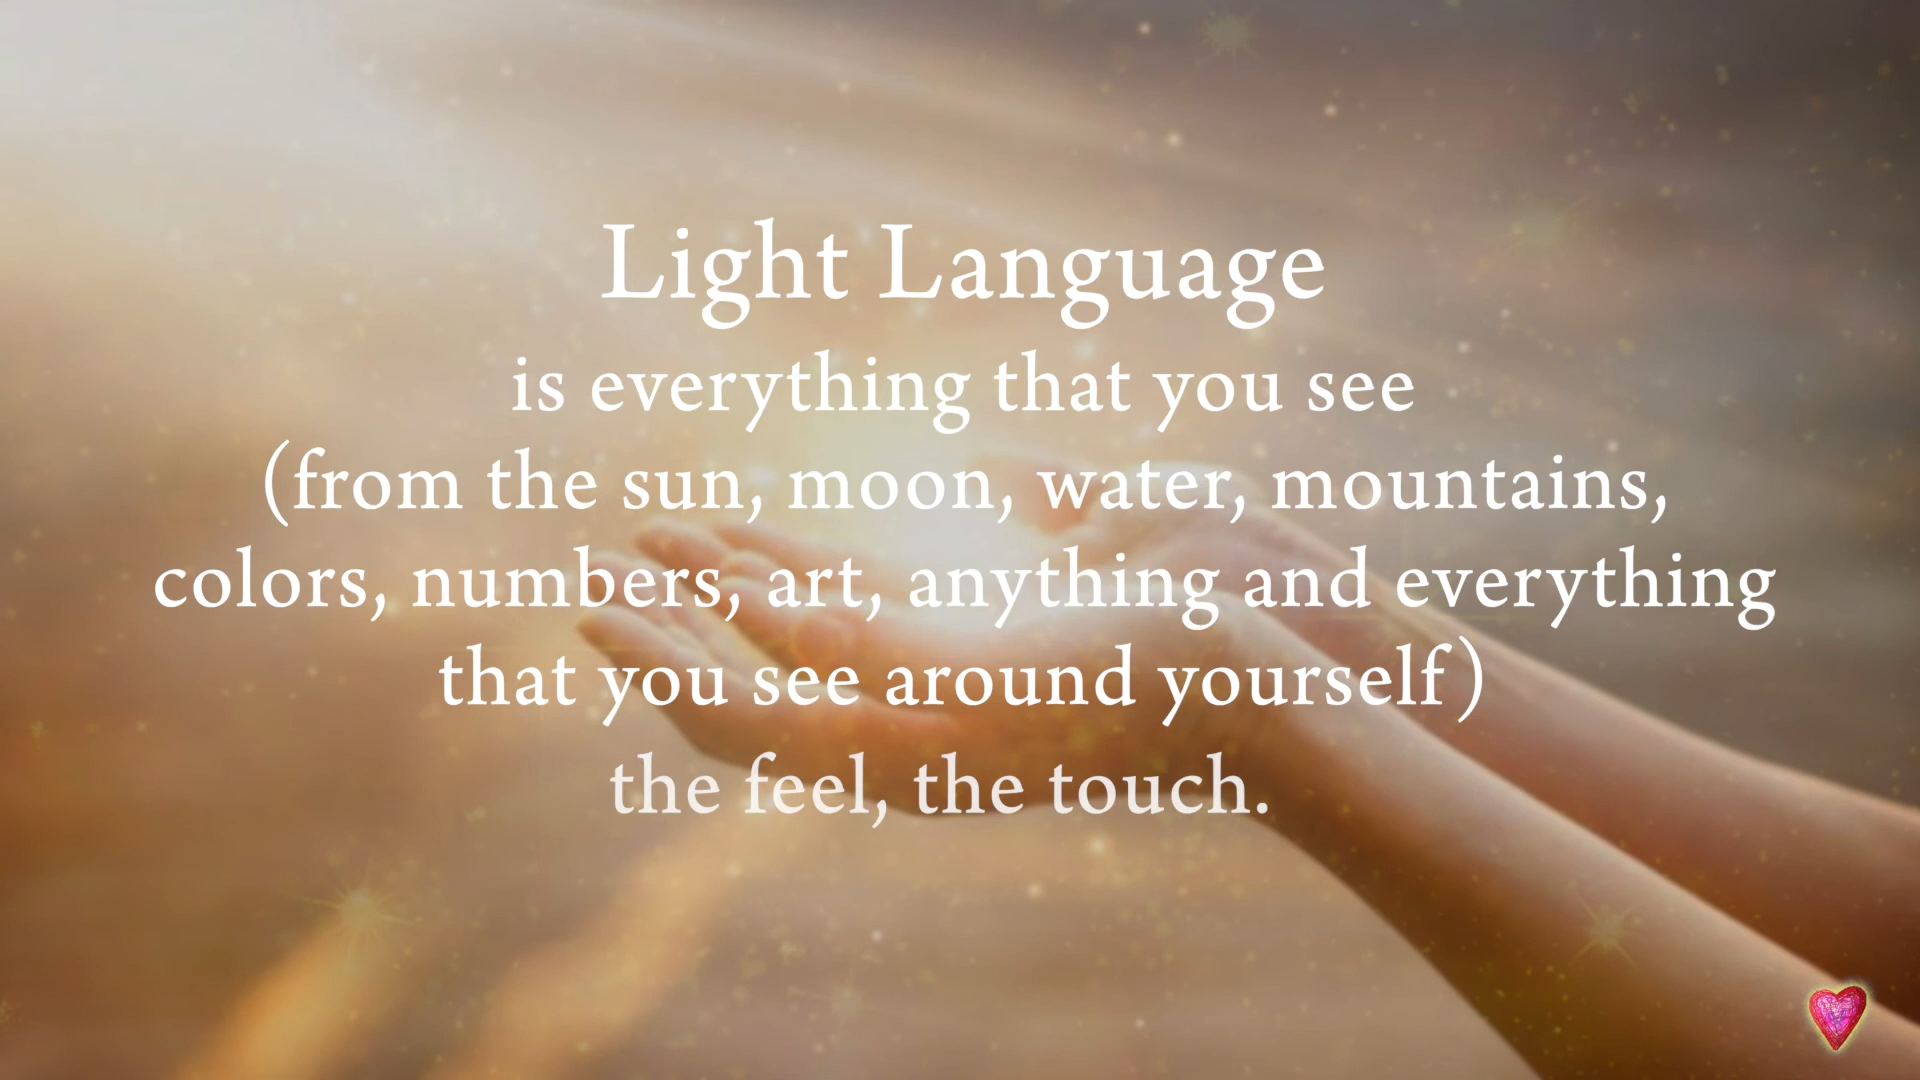 Light Language
is everything that you see
(from the sun, moon, water, mountains,
colors, numbers, art, anything and everything
that you see around yourself)
the feel, the touch.